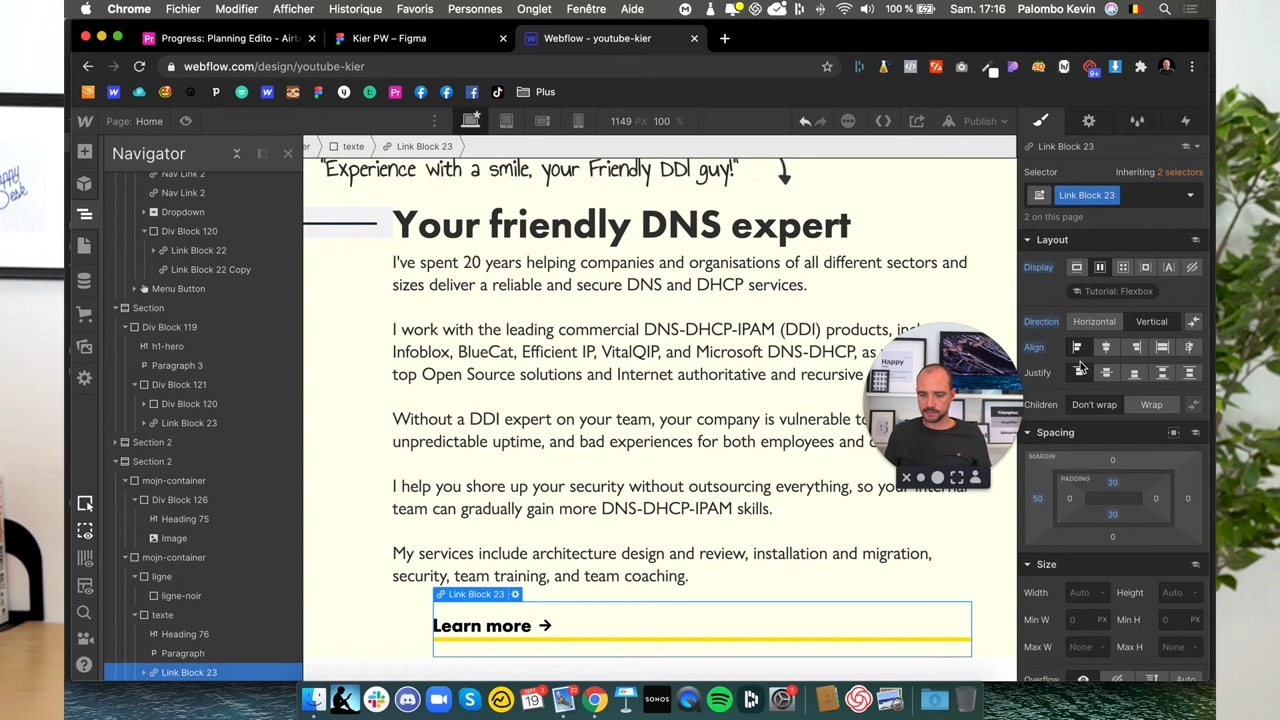 Chrome Fichier Modifier Afficher Historique Favoris Personnes Onglet Fenêtre Aide 100 % Sam. 17:16 Palombo Kevin
Progress: Planning Edito - Airta
Kier PW – Figma
Webflow - youtube-kier
webflow.com/design/youtube-kier
9+
Plus
Page: Home
1149 PX 100 %
Publish
Navigator
texte
Link Block 23
Link Block 23
Nav Link 2
Nav Link 2
Dropdown
Div Block 120
Link Block 22
Link Block 22 Copy
Menu Button
Section
Div Block 119
h1-hero
Paragraph 3
Div Block 121
Div Block 120
Link Block 23
Section 2
Section 2
mojn-container
Div Block 126
Heading 75
Image
mojn-container
ligne
ligne-noir
texte
Heading 76
Paragraph
Link Block 23
"Experience with a smile, your Friendly DDI guy!"
Your friendly DNS expert
I've spent 20 years helping companies and organisations of all different sectors and
sizes deliver a reliable and secure DNS and DHCP services.
I work with the leading commercial DNS-DHCP-IPAM (DDI) products,
Infoblox, BlueCat, Efficient IP, VitalQIP, and Microsoft DNS-DHCP, as
top Open Source solutions and Internet authoritative and recursive
Without a DDI expert on your team, your company is vulnerable to
unpredictable uptime, and bad experiences for both employees and
I help you shore up your security without outsourcing everything, so your internal
team can gradually gain more DNS-DHCP-IPAM skills.
My services include architecture design and review, installation and migration,
security, team training, and team coaching.
Link Block 23
Learn more →
Happy
Selector
Inheriting 2 selectors
Link Block 23
2 on this page
Layout
Display
Tutorial: Flexbox
Direction Horizontal Vertical
Align
Justify
Children Don't wrap Wrap
Spacing
MARGIN
0
PADDING
20
50 0 0 0
20
0
Size
Width Auto Height Auto
Min W 0 PX Min H 0 PX
Max W None Max H None
Overflow
SONOS